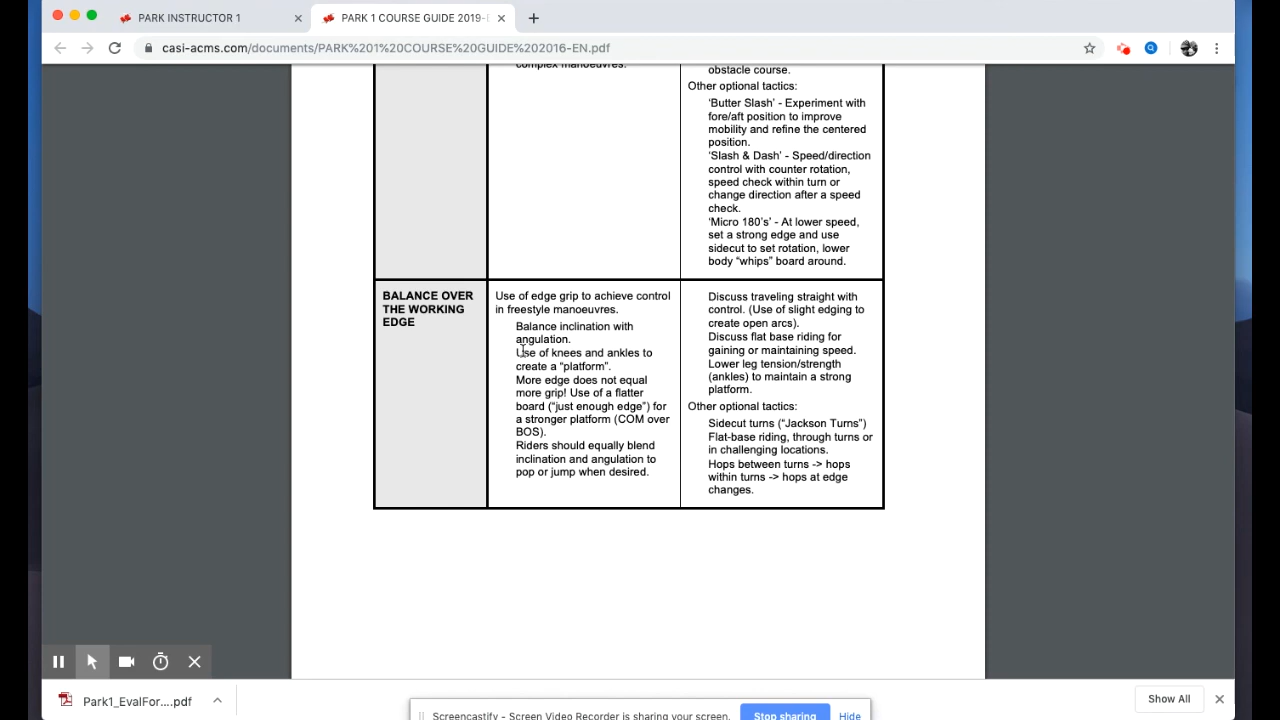 PARK INSTRUCTOR 1
PARK 1 COURSE GUIDE 2019-E
casi-acms.com/documents/PARK%201%20COURSE%20GUIDE%202016-EN.pdf
complex manoeuvres.
obstacle course.
Other optional tactics:
‘Butter Slash’ - Experiment with
fore/aft position to improve
mobility and refine the centered
position.
‘Slash & Dash’ - Speed/direction
control with counter rotation,
speed check within turn or
change direction after a speed
check.
‘Micro 180’s’ - At lower speed,
set a strong edge and use
sidecut to set rotation, lower
body “whips” board around.
BALANCE OVER
THE WORKING
EDGE
Use of edge grip to achieve control
in freestyle manoeuvres.
Balance inclination with
angulation.
Use of knees and ankles to
create a “platform”.
More edge does not equal
more grip! Use of a flatter
board (“just enough edge”) for
a stronger platform (COM over
BOS).
Riders should equally blend
inclination and angulation to
pop or jump when desired.
Discuss traveling straight with
control. (Use of slight edging to
create open arcs).
Discuss flat base riding for
gaining or maintaining speed.
Lower leg tension/strength
(ankles) to maintain a strong
platform.
Other optional tactics:
Sidecut turns (“Jackson Turns”)
Flat-base riding, through turns or
in challenging locations.
Hops between turns -> hops
within turns -> hops at edge
changes.
Park1_EvalFor....pdf
Show All
Screencastify - Screen Video Recorder is sharing your screen.
Stop sharing
Hide